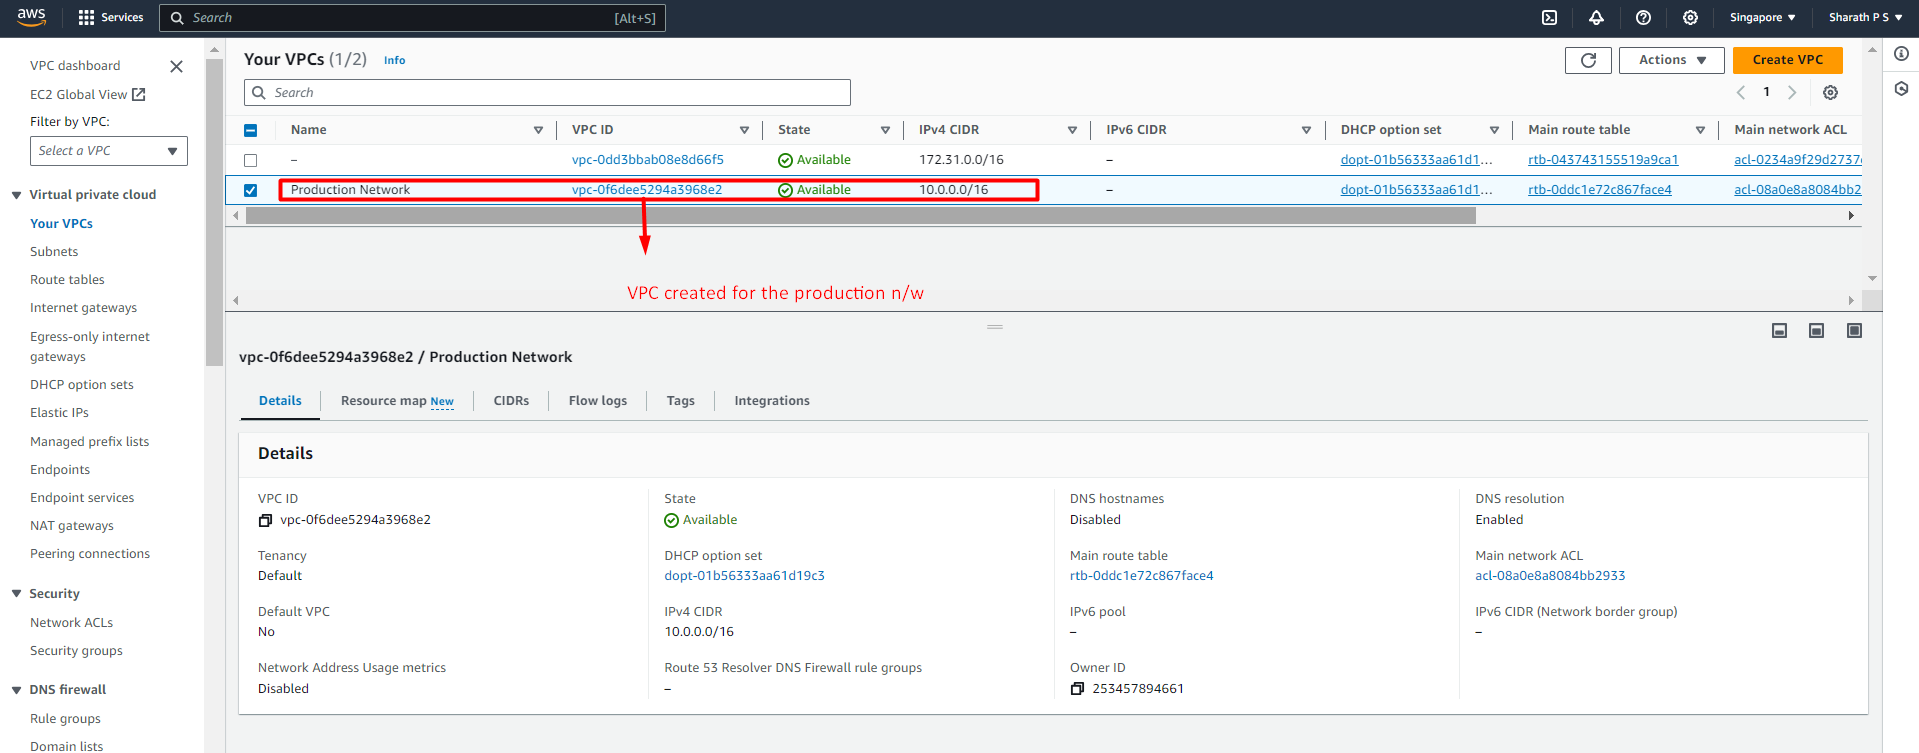 aws
Services
Search
[Alt+S]
Singapore
Sharath P S
VPC dashboard
EC2 Global View
Filter by VPC:
Select a VPC
Virtual private cloud
Your VPCs
Subnets
Route tables
Internet gateways
Egress-only internet
gateways
DHCP option sets
Elastic IPs
Managed prefix lists
Endpoints
Endpoint services
NAT gateways
Peering connections
Security
Network ACLs
Security groups
DNS firewall
Rule groups
Domain lists
Your VPCs (1/2) Info
Actions
Create VPC
Search
1
Name VPC ID State IPv4 CIDR IPv6 CIDR DHCP option set Main route table Main network ACL
– vpc-0dd3bbab08e8d66f5 Available 172.31.0.0/16 – dopt-01b56333aa61d1... rtb-043743155519a9ca1 acl-0234a9f29d2737
Production Network vpc-0f6dee5294a3968e2 Available 10.0.0.0/16 – dopt-01b56333aa61d1... rtb-0ddc1e72c867face4 acl-08a0e8a8084bb2
VPC created for the production n/w
vpc-0f6dee5294a3968e2 / Production Network
Details Resource map New CIDRs Flow logs Tags Integrations
Details
VPC ID
vpc-0f6dee5294a3968e2
State
Available
DNS hostnames
Disabled
DNS resolution
Enabled
Tenancy
Default
DHCP option set
dopt-01b56333aa61d19c3
Main route table
rtb-0ddc1e72c867face4
Main network ACL
acl-08a0e8a8084bb2933
Default VPC
No
IPv4 CIDR
10.0.0.0/16
IPv6 pool
–
IPv6 CIDR (Network border group)
–
Network Address Usage metrics
Disabled
Route 53 Resolver DNS Firewall rule groups
–
Owner ID
253457894661